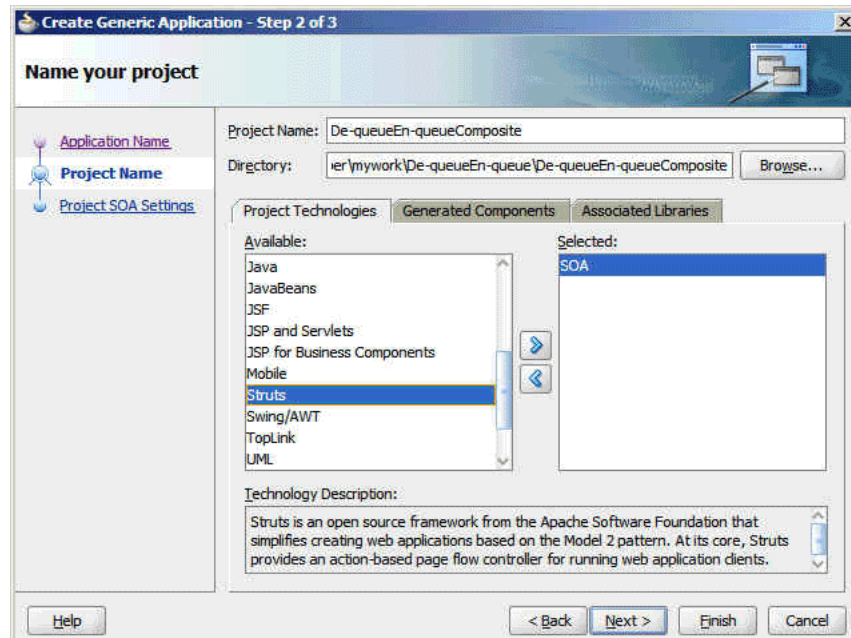 Create Generic Application - Step 2 of 3
Name your project
Application Name
Project Name
Project SOA Settings
Project Name: De-queueEn-queueComposite
Directory: er\mywork\De-queueEn-queue\De-queueEn-queueComposite Browse...
Project Technologies Generated Components Associated Libraries
Available: Selected:
Java SOA
JavaBeans
JSF
JSP and Servlets
JSP for Business Components
Mobile
Struts
Swing/AWT
TopLink
UML
Technology Description:
Struts is an open source framework from the Apache Software Foundation that
simplifies creating web applications based on the Model 2 pattern. At its core, Struts
provides an action-based page flow controller for running web application clients.
Help < Back Next > Finish Cancel